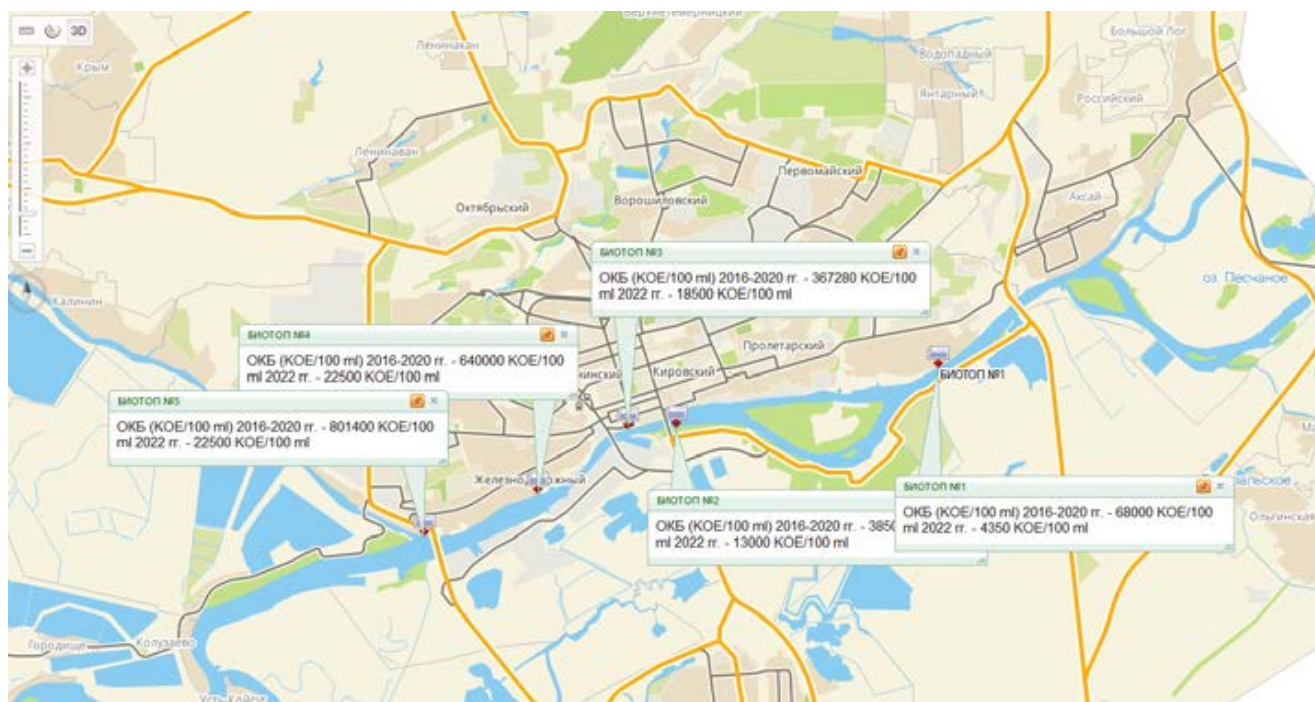 Верхнетемерницкий
3D
Ленинакан
Большой Лог
Крым
Водопадный
Янтарный
Российский
Ленинаван
Первомайский
Октябрьский
Ворошиловский
Аксай
БИОТОП №3
ОКБ (КОЕ/100 ml) 2016-2020 гг. - 367280 КОЕ/100
ml 2022 гг. - 18500 КОЕ/100 ml
оз. Песчаное
Калинин
БИОТОП №4
ОКБ (КОЕ/100 ml) 2016-2020 гг. - 640000 КОЕ/100
ml 2022 гг. - 22500 КОЕ/100 ml
Пролетарский
нинский
Кировский
БИОТОП №1
БИОТОП №5
ОКБ (КОЕ/100 ml) 2016-2020 гг. - 801400 КОЕ/100
ml 2022 гг. - 22500 КОЕ/100 ml
Железнодорожный
БИОТОП №2
ОКБ (КОЕ/100 ml) 2016-2020 гг. - 3850
ml 2022 гг. - 13000 КОЕ/100 ml
БИОТОП №1
ОКБ (КОЕ/100 ml) 2016-2020 гг. - 68000 КОЕ/100
ml 2022 гг. - 4350 КОЕ/100 ml
Ольгинская
Городище
Колузаево
Усть-Койсуг